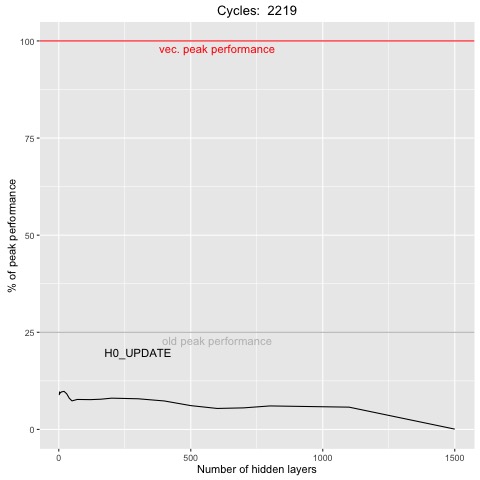 Cycles: 2219
100
vec. peak performance
75
% of peak performance
50
25
old peak performance
H0_UPDATE
0
0
500
1000
1500
Number of hidden layers